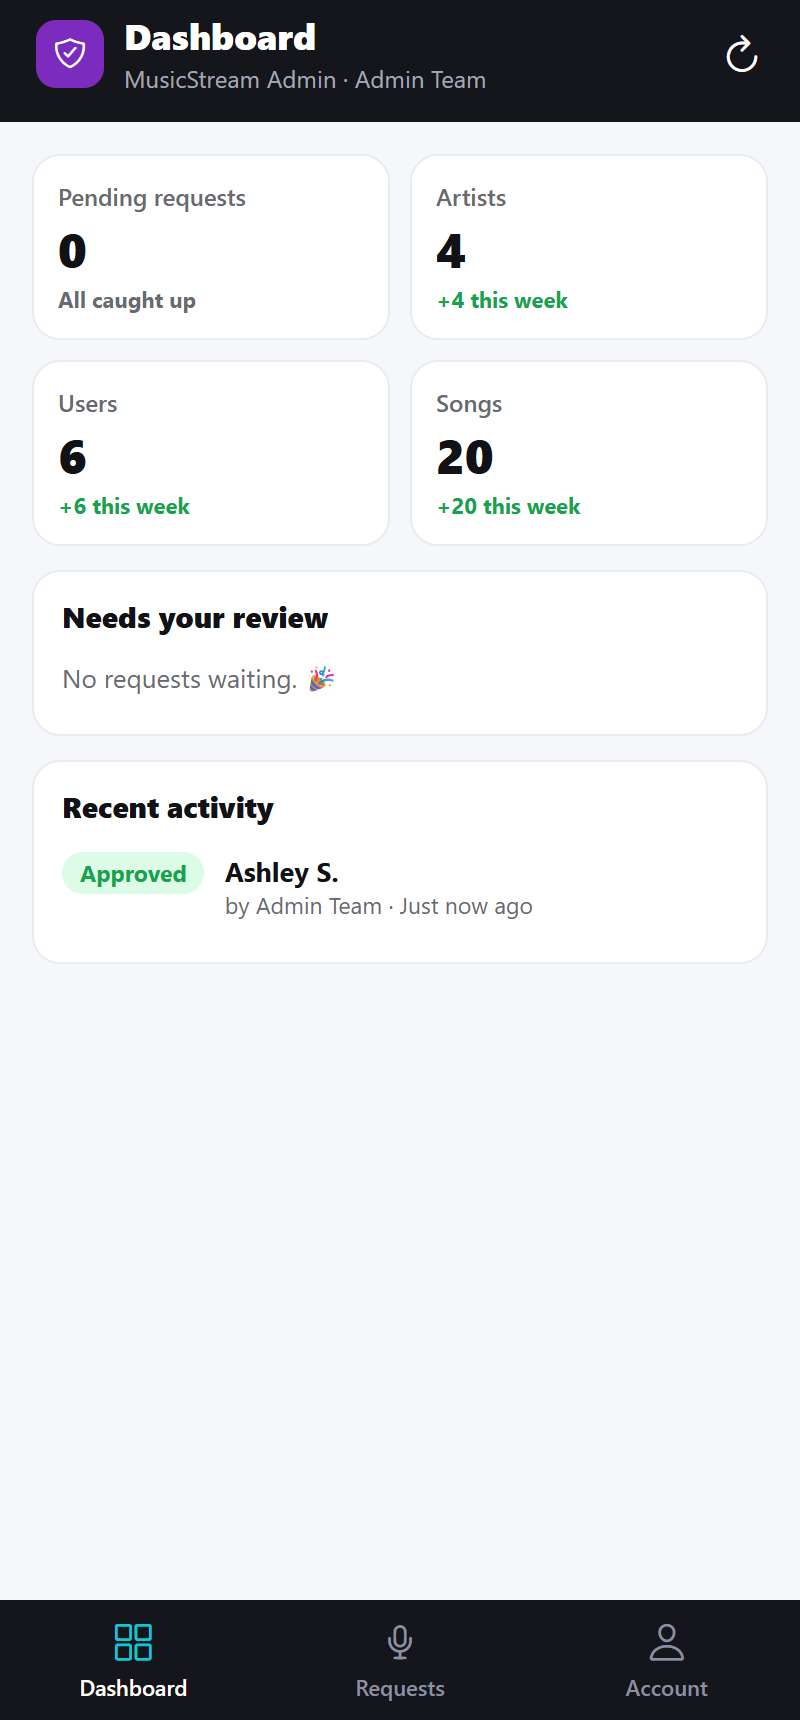 Dashboard
MusicStream Admin · Admin Team
Pending requests
0
All caught up
Artists
4
+4 this week
Users
6
+6 this week
Songs
20
+20 this week
Needs your review
No requests waiting. 🎉
Recent activity
Approved
Ashley S.
by Admin Team · Just now ago
Dashboard
Requests
Account